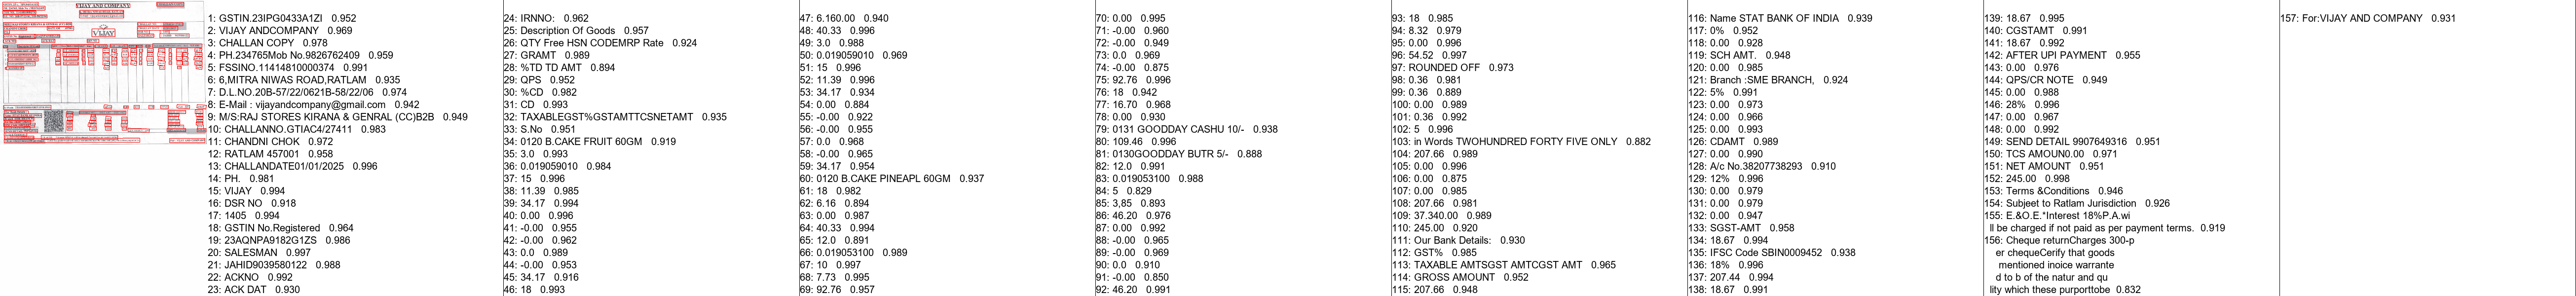 1: GSTIN.23IPG0433A1ZI 0.952
2: VIJAY ANDCOMPANY 0.969
3: CHALLAN COPY 0.978
4: PH.234765Mob No.9826762409 0.959
5: FSSINO.11414810000374 0.991
6: 6,MITRA NIWAS ROAD,RATLAM 0.935
7: D.L.NO.20B-57/22/0621B-58/22/06 0.974
8: E-Mail : vijayandcompany@gmail.com 0.942
9: M/S:RAJ STORES KIRANA & GENRAL (CC)B2B 0.949
10: CHALLANNO.GTIAC4/27411 0.983
11: CHANDNI CHOK 0.972
12: RATLAM 457001 0.958
13: CHALLANDATE01/01/2025 0.996
14: PH. 0.981
15: VIJAY 0.994
16: DSR NO 0.918
17: 1405 0.994
18: GSTIN No.Registered 0.964
19: 23AQNPA9182G1ZS 0.986
20: SALESMAN 0.997
21: JAHID9039580122 0.988
22: ACKNO 0.992
23: ACK DAT 0.930
24: IRNNO: 0.962
25: Description Of Goods 0.957
26: QTY Free HSN CODEMRP Rate 0.924
27: GRAMT 0.989
28: %TD TD AMT 0.894
29: QPS 0.952
30: %CD 0.982
31: CD 0.993
32: TAXABLEGST%GSTAMTTCSNETAMT 0.935
33: S.No 0.951
34: 0120 B.CAKE FRUIT 60GM 0.919
35: 3.0 0.993
36: 0.019059010 0.984
37: 15 0.996
38: 11.39 0.985
39: 34.17 0.994
40: 0.00 0.996
41: -0.00 0.955
42: -0.00 0.962
43: 0.0 0.989
44: -0.00 0.953
45: 34.17 0.916
46: 18 0.993
47: 6.160.00 0.940
48: 40.33 0.996
49: 3.0 0.988
50: 0.019059010 0.969
51: 15 0.996
52: 11.39 0.996
53: 34.17 0.934
54: 0.00 0.884
55: -0.00 0.922
56: -0.00 0.955
57: 0.0 0.968
58: -0.00 0.965
59: 34.17 0.954
60: 0120 B.CAKE PINEAPL 60GM 0.937
61: 18 0.982
62: 6.16 0.894
63: 0.00 0.987
64: 40.33 0.994
65: 12.0 0.891
66: 0.019053100 0.989
67: 10 0.997
68: 7.73 0.995
69: 92.76 0.957
70: 0.00 0.995
71: -0.00 0.960
72: -0.00 0.949
73: 0.0 0.969
74: -0.00 0.875
75: 92.76 0.996
76: 18 0.942
77: 16.70 0.968
78: 0.00 0.930
79: 0131 GOODDAY CASHU 10/- 0.938
80: 109.46 0.996
81: 0130GOODDAY BUTR 5/- 0.888
82: 12.0 0.991
83: 0.019053100 0.988
84: 5 0.829
85: 3,85 0.893
86: 46.20 0.976
87: 0.00 0.992
88: -0.00 0.965
89: -0.00 0.969
90: 0.0 0.910
91: -0.00 0.850
92: 46.20 0.991
93: 18 0.985
94: 8.32 0.979
95: 0.00 0.996
96: 54.52 0.997
97: ROUNDED OFF 0.973
98: 0.36 0.981
99: 0.36 0.889
100: 0.00 0.989
101: 0.36 0.992
102: 5 0.996
103: in Words TWOHUNDRED FORTY FIVE ONLY 0.882
104: 207.66 0.989
105: 0.00 0.996
106: 0.00 0.875
107: 0.00 0.985
108: 207.66 0.981
109: 37.340.00 0.989
110: 245.00 0.920
111: Our Bank Details: 0.930
112: GST% 0.985
113: TAXABLE AMTSGST AMTCGST AMT 0.965
114: GROSS AMOUNT 0.952
115: 207.66 0.948
116: Name STAT BANK OF INDIA 0.939
117: 0% 0.952
118: 0.00 0.928
119: SCH AMT. 0.948
120: 0.00 0.985
121: Branch :SME BRANCH, 0.924
122: 5% 0.991
123: 0.00 0.973
124: 0.00 0.966
125: 0.00 0.993
126: CDAMT 0.989
127: 0.00 0.990
128: A/c No.38207738293 0.910
129: 12% 0.996
130: 0.00 0.979
131: 0.00 0.979
132: 0.00 0.947
133: SGST-AMT 0.958
134: 18.67 0.994
135: IFSC Code SBIN0009452 0.938
136: 18% 0.996
137: 207.44 0.994
138: 18.67 0.991
139: 18.67 0.995
140: CGSTAMT 0.991
141: 18.67 0.992
142: AFTER UPI PAYMENT 0.955
143: 0.00 0.976
144: QPS/CR NOTE 0.949
145: 0.00 0.988
146: 28% 0.996
147: 0.00 0.967
148: 0.00 0.992
149: SEND DETAIL 9907649316 0.951
150: TCS AMOUN0.00 0.971
151: NET AMOUNT 0.951
152: 245.00 0.998
153: Terms &Conditions 0.946
154: Subjeet to Ratlam Jurisdiction 0.926
155: E.&O.E.*Interest 18%P.A.wi
ll be charged if not paid as per payment terms. 0.919
156: Cheque returnCharges 300-p
er chequeCerify that goods
mentioned inoice warrante
d to b of the natur and qu
lity which these purporttobe 0.832
157: For:VIJAY AND COMPANY 0.931